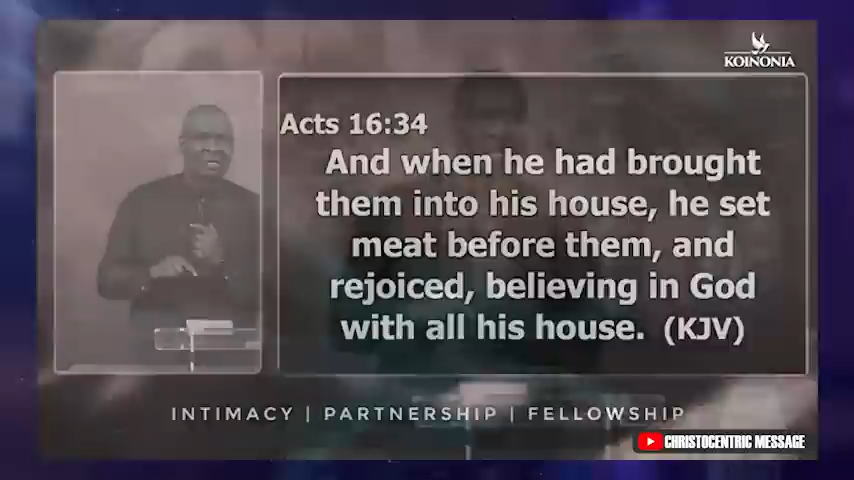 KOINONIA
Acts 16:34
And when he had brought
them into his house, he set
meat before them, and
rejoiced, believing in God
with all his house. (KJV)
INTIMACY | PARTNERSHIP | FELLOWSHIP
CHRISTOCENTRIC MESSAGE